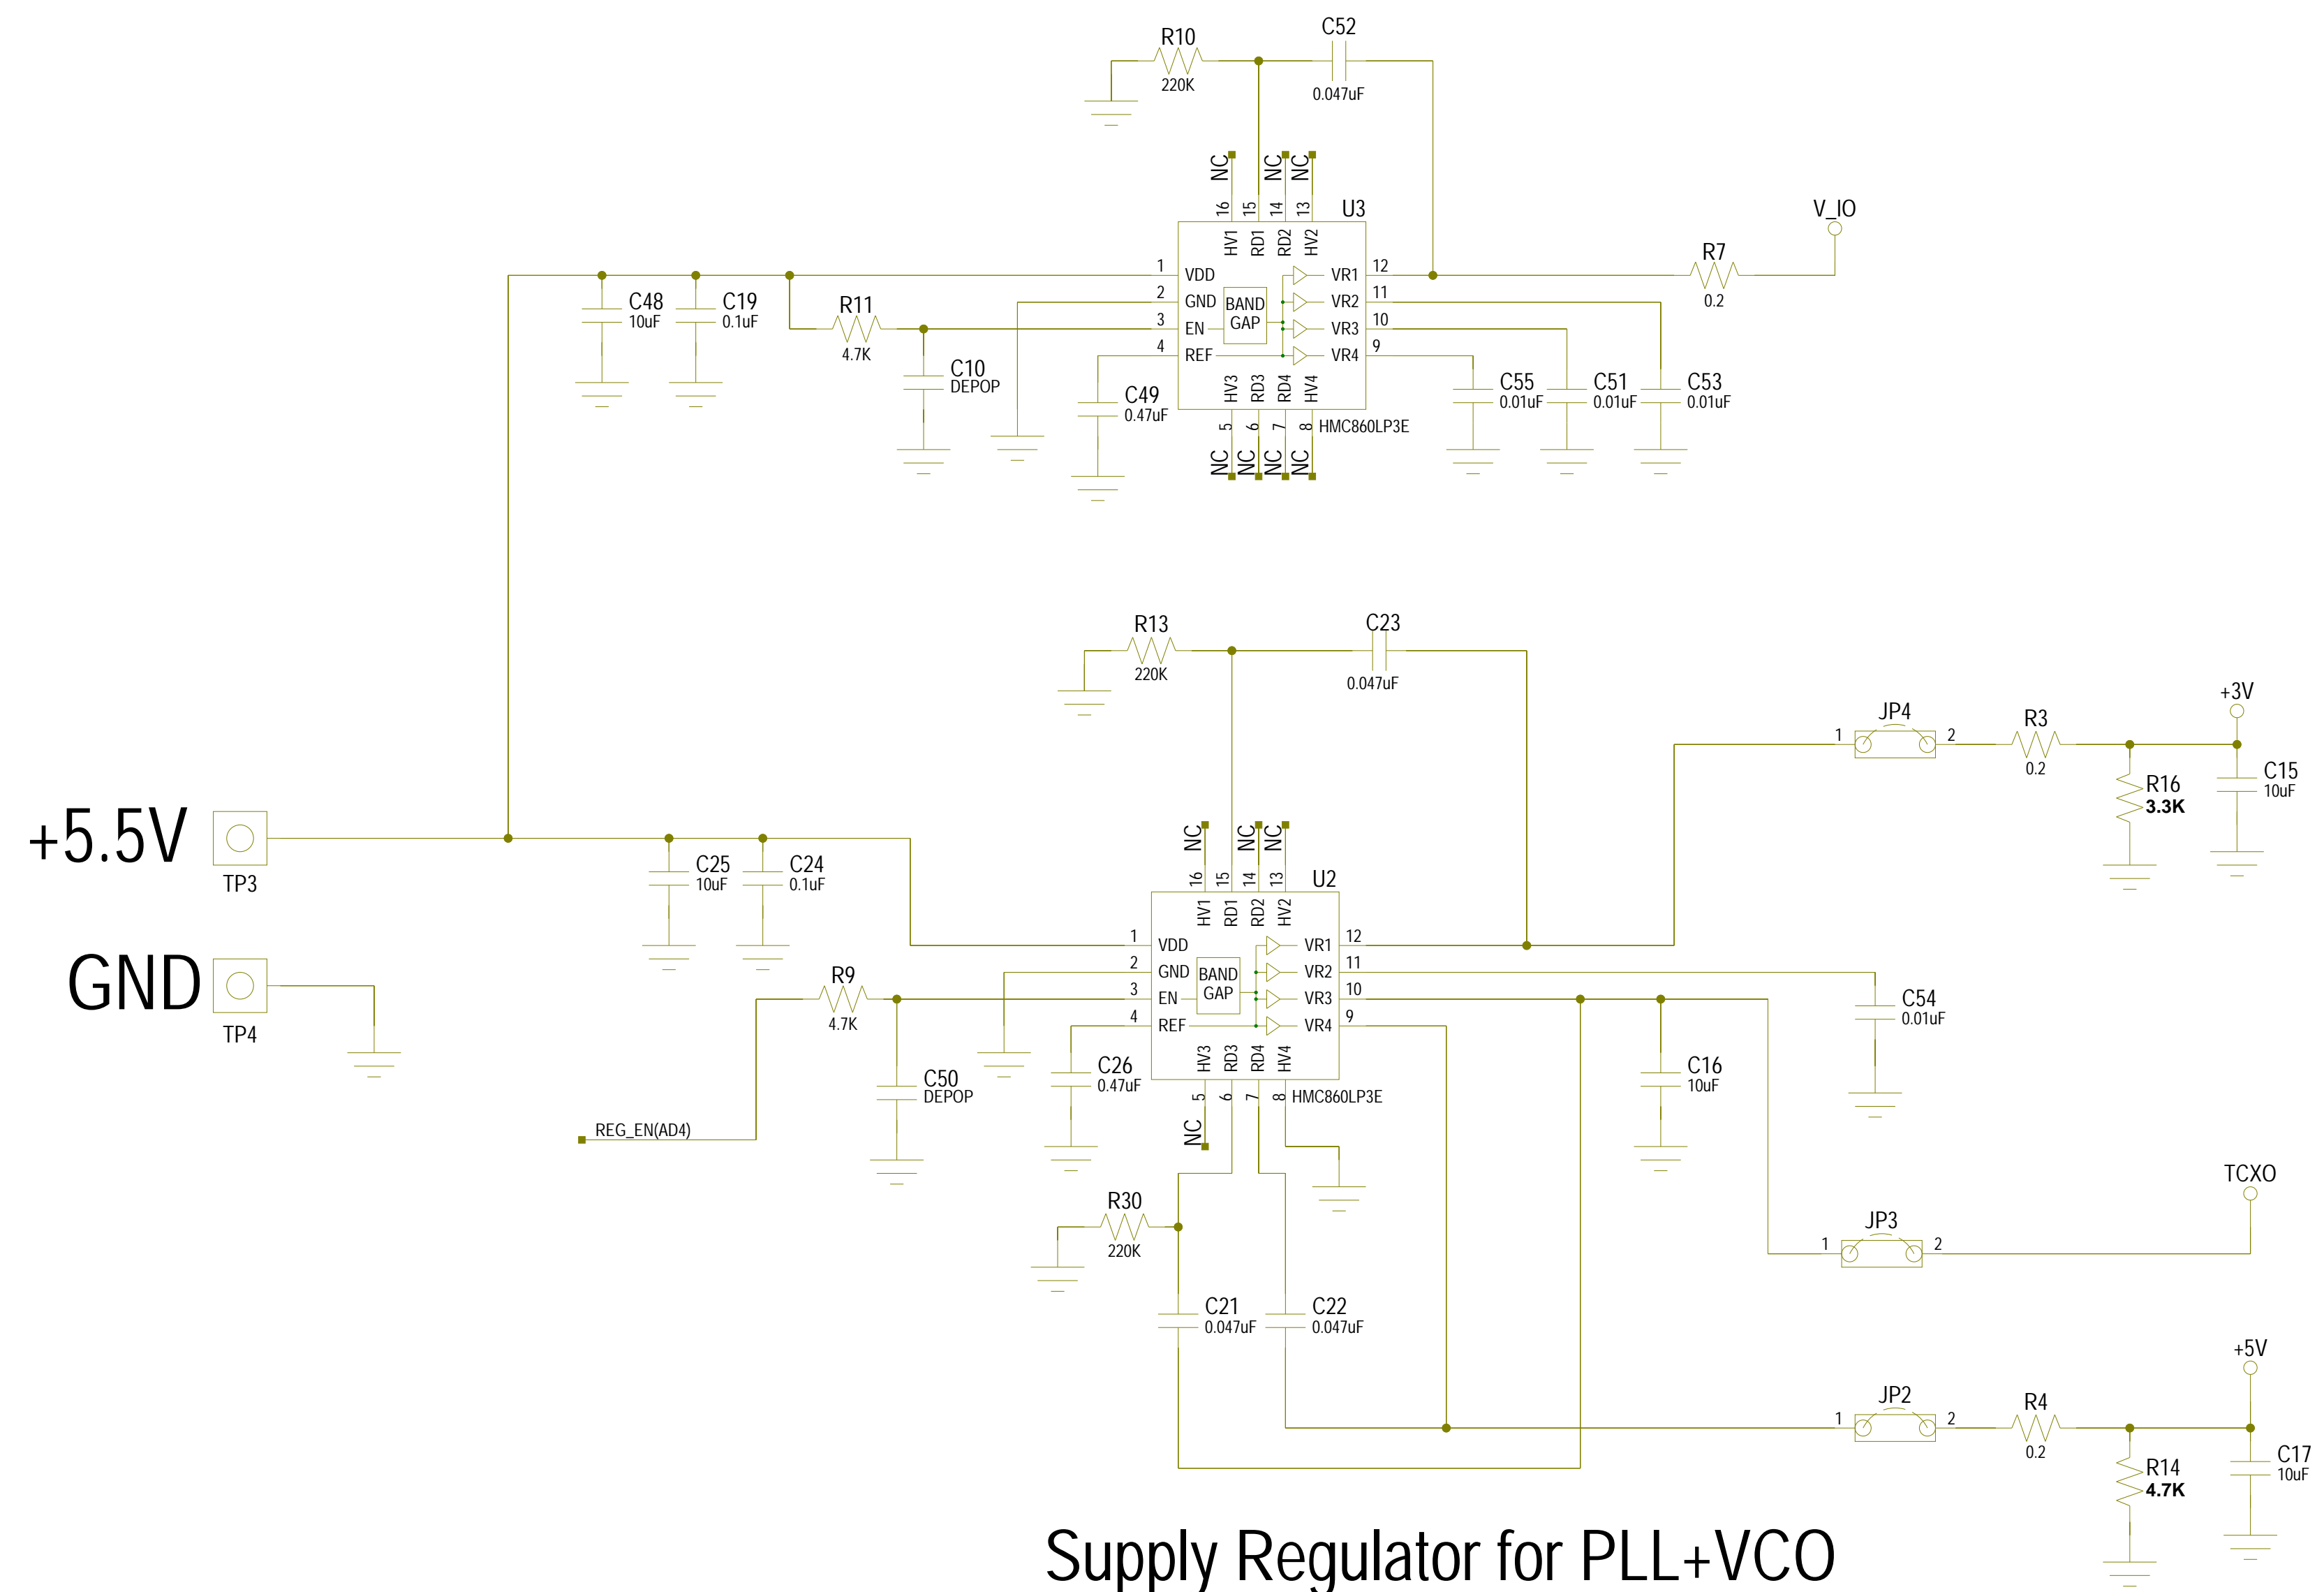 C52
R10
220K
0.047uF
NC
NC
NC
16
15
14
13
U3
HV1
RD1
RD2
HV2
V_IO
R7
0.2
1
VDD
VR1
12
2
GND
BAND
VR2
11
3
EN
GAP
VR3
10
4
REF
VR4
9
C48
10uF
C19
0.1uF
R11
4.7K
C10
DEPOP
C49
0.47uF
HV3
RD3
RD4
HV4
5
6
7
8
HMC860LP3E
NC
NC
NC
NC
C55
0.01uF
C51
0.01uF
C53
0.01uF
R13
220K
C23
0.047uF
+3V
JP4
1
2
R3
0.2
R16
3.3K
C15
10uF
+5.5V
TP3
C25
10uF
C24
0.1uF
NC
NC
NC
16
15
14
13
U2
HV1
RD1
RD2
HV2
GND
TP4
1
VDD
VR1
12
2
GND
BAND
VR2
11
3
EN
GAP
VR3
10
4
REF
VR4
9
R9
4.7K
C50
DEPOP
C26
0.47uF
HV3
RD3
RD4
HV4
5
6
7
8
HMC860LP3E
NC
C16
10uF
C54
0.01uF
REG_EN(AD4)
R30
220K
TCXO
JP3
1
2
C21
0.047uF
C22
0.047uF
+5V
JP2
1
2
R4
0.2
R14
4.7K
C17
10uF
Supply Regulator for PLL+VCO